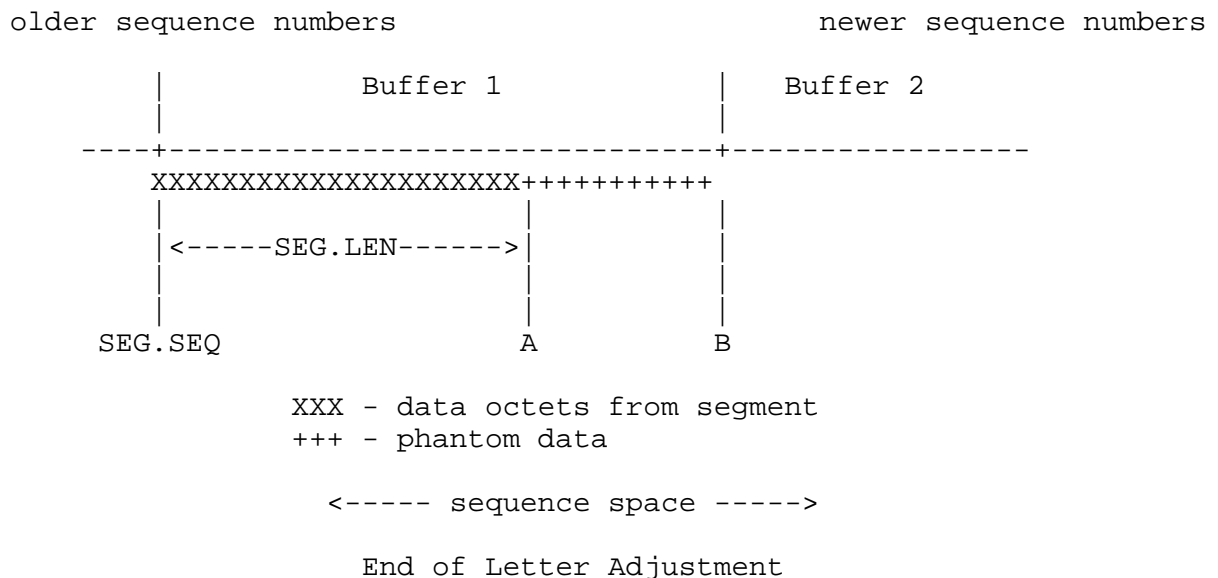 older sequence numbers                        newer sequence numbers
         |            Buffer 1             |   Buffer 2
         |                                 |
    ----+-------------------------------+-----------------
        XXXXXXXXXXXXXXXXXXXXX+++++++++++
         |                     |           |
         |<-----SEG.LEN------>|           |
         |                     |           |
         |                     |           |
     SEG.SEQ                 A          B
                XXX - data octets from segment
                +++ - phantom data
                  <----- sequence space ----->
                    End of Letter Adjustment